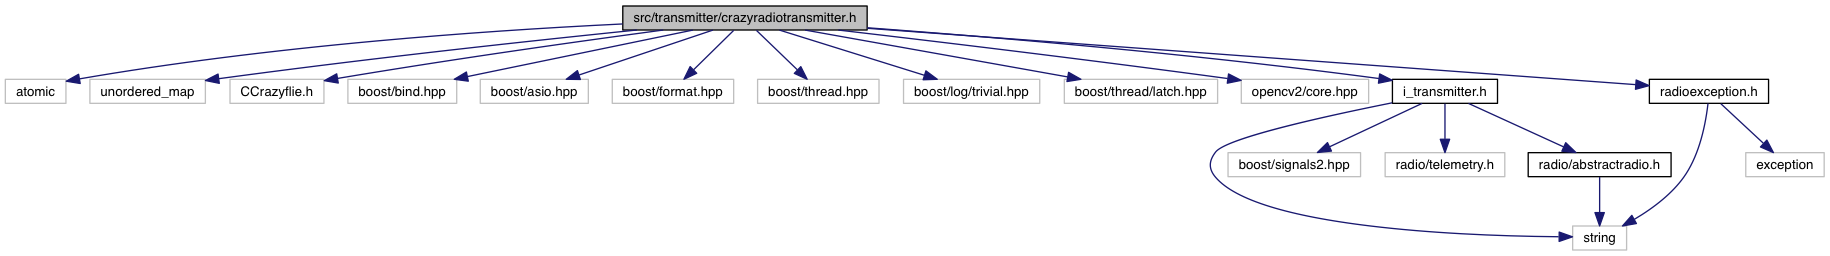 src/transmitter/crazyradiotransmitter.h
atomic
unordered_map
CCrazyflie.h
boost/bind.hpp
boost/asio.hpp
boost/format.hpp
boost/thread.hpp
boost/log/trivial.hpp
boost/thread/latch.hpp
opencv2/core.hpp
i_transmitter.h
radioexception.h
boost/signals2.hpp
radio/telemetry.h
radio/abstractradio.h
exception
string